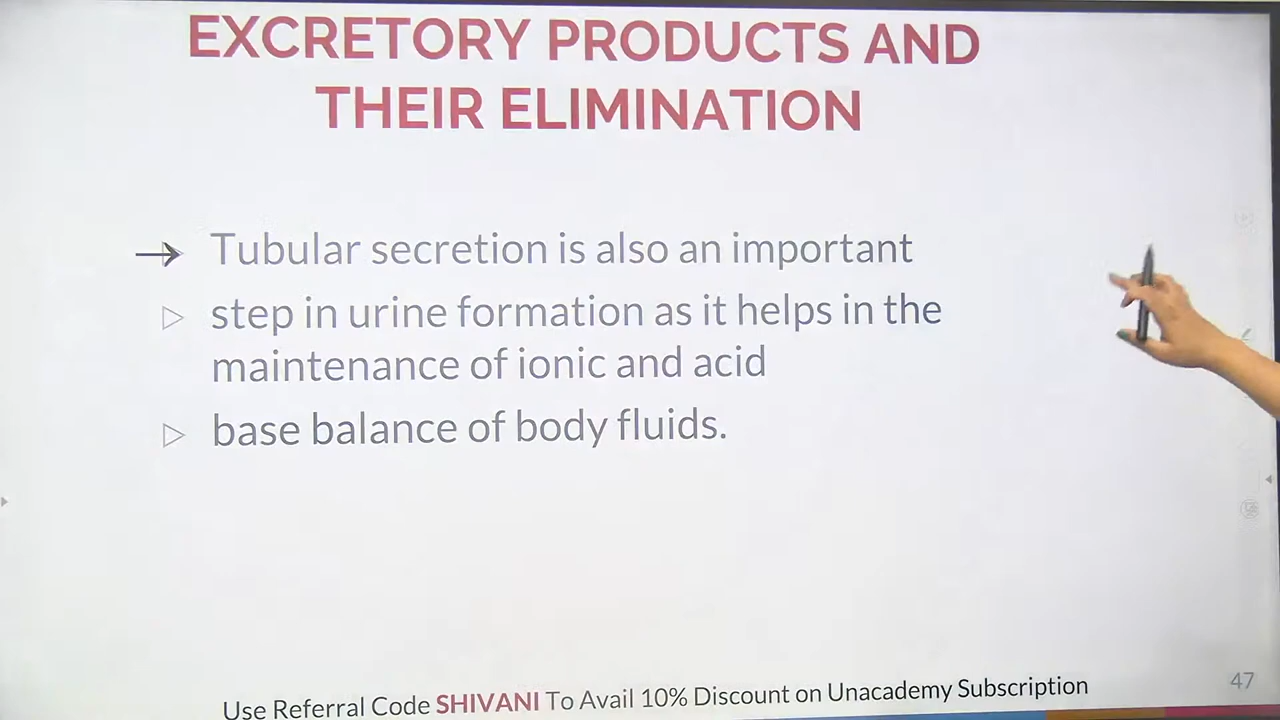 EXCRETORY PRODUCTS AND
THEIR ELIMINATION
→ Tubular secretion is also an important
▷ step in urine formation as it helps in the
maintenance of ionic and acid
▷ base balance of body fluids.
Use Referral Code SHIVANI To Avail 10% Discount on Unacademy Subscription
47